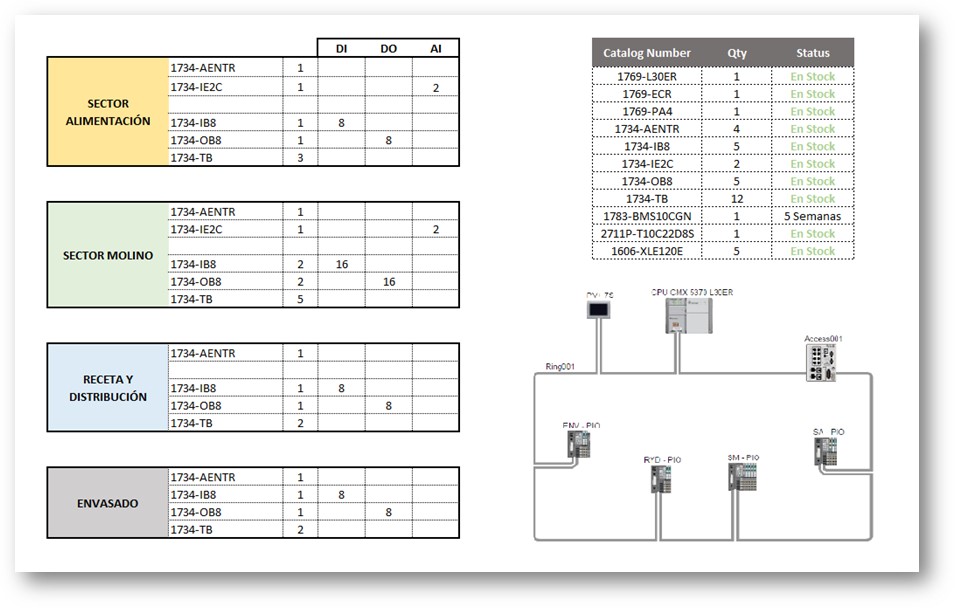 DI DO AI
SECTOR ALIMENTACIÓN
1734-AENTR 1
1734-IE2C 1 2
1734-IB8 1 8
1734-OB8 1 8
1734-TB 3
SECTOR MOLINO
1734-AENTR 1
1734-IE2C 1 2
1734-IB8 2 16
1734-OB8 2 16
1734-TB 5
RECETA Y DISTRIBUCIÓN
1734-AENTR 1
1734-IB8 1 8
1734-OB8 1 8
1734-TB 2
ENVASADO
1734-AENTR 1
1734-IB8 1 8
1734-OB8 1 8
1734-TB 2
Catalog Number Qty Status
1769-L30ER 1 En Stock
1769-ECR 1 En Stock
1769-PA4 1 En Stock
1734-AENTR 4 En Stock
1734-IB8 5 En Stock
1734-IE2C 2 En Stock
1734-OB8 5 En Stock
1734-TB 12 En Stock
1783-BMS10CGN 1 5 Semanas
2711P-T10C22D8S 1 En Stock
1606-XLE120E 5 En Stock
CPU CMX 5370 L30ER
Access001
Ring001
ENV - PIO
SA - PIO
RYD - PIO
SM - PIO